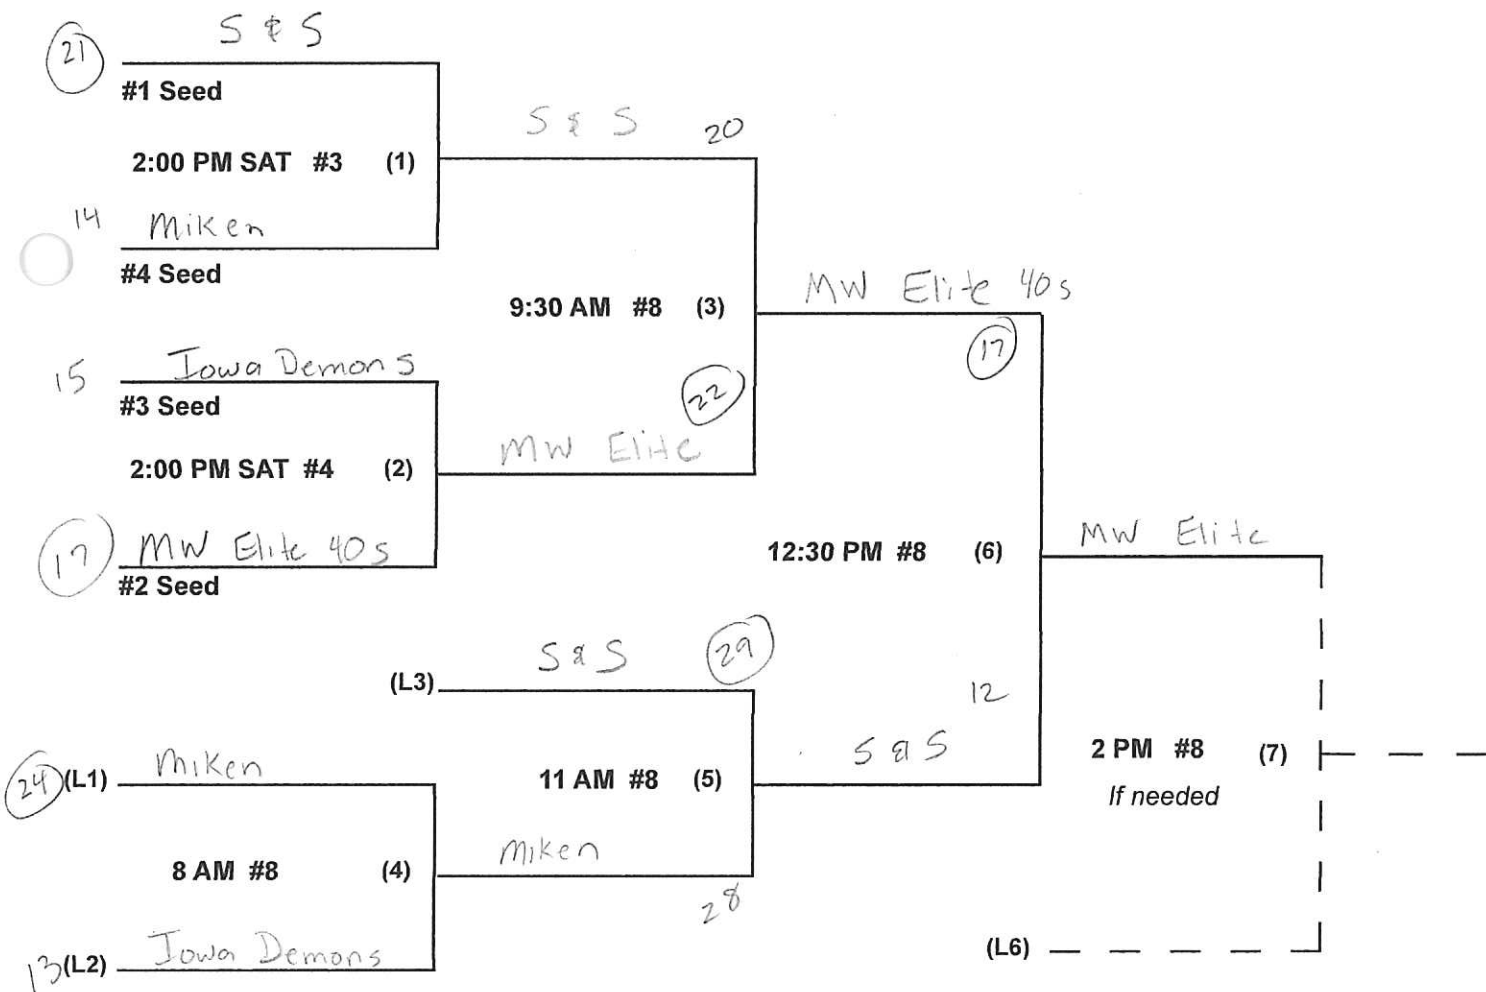 S & S
21
#1 Seed
S & S 20
2:00 PM SAT #3 (1)
14 Miken
#4 Seed
MW Elite 40s
9:30 AM #8 (3)
17
15 Iowa Demons
#3 Seed
22
MW Elite
2:00 PM SAT #4 (2)
17 MW Elite 40s
#2 Seed
MW Elite
12:30 PM #8 (6)
S & S 29
(L3)
12
S & S
2 PM #8 (7)
If needed
24 (L1) Miken
11 AM #8 (5)
Miken
8 AM #8 (4)
28
13 (L2) Iowa Demons
(L6)